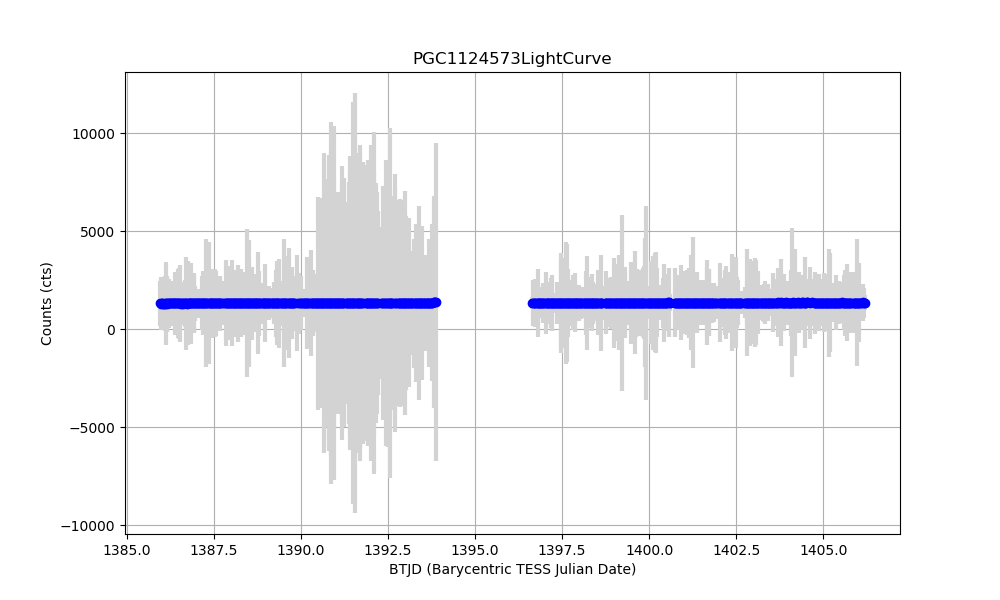 PGC1124573LightCurve
Counts (cts)
10000
5000
0
−5000
−10000
1385.0 1387.5 1390.0 1392.5 1395.0 1397.5 1400.0 1402.5 1405.0
BTJD (Barycentric TESS Julian Date)